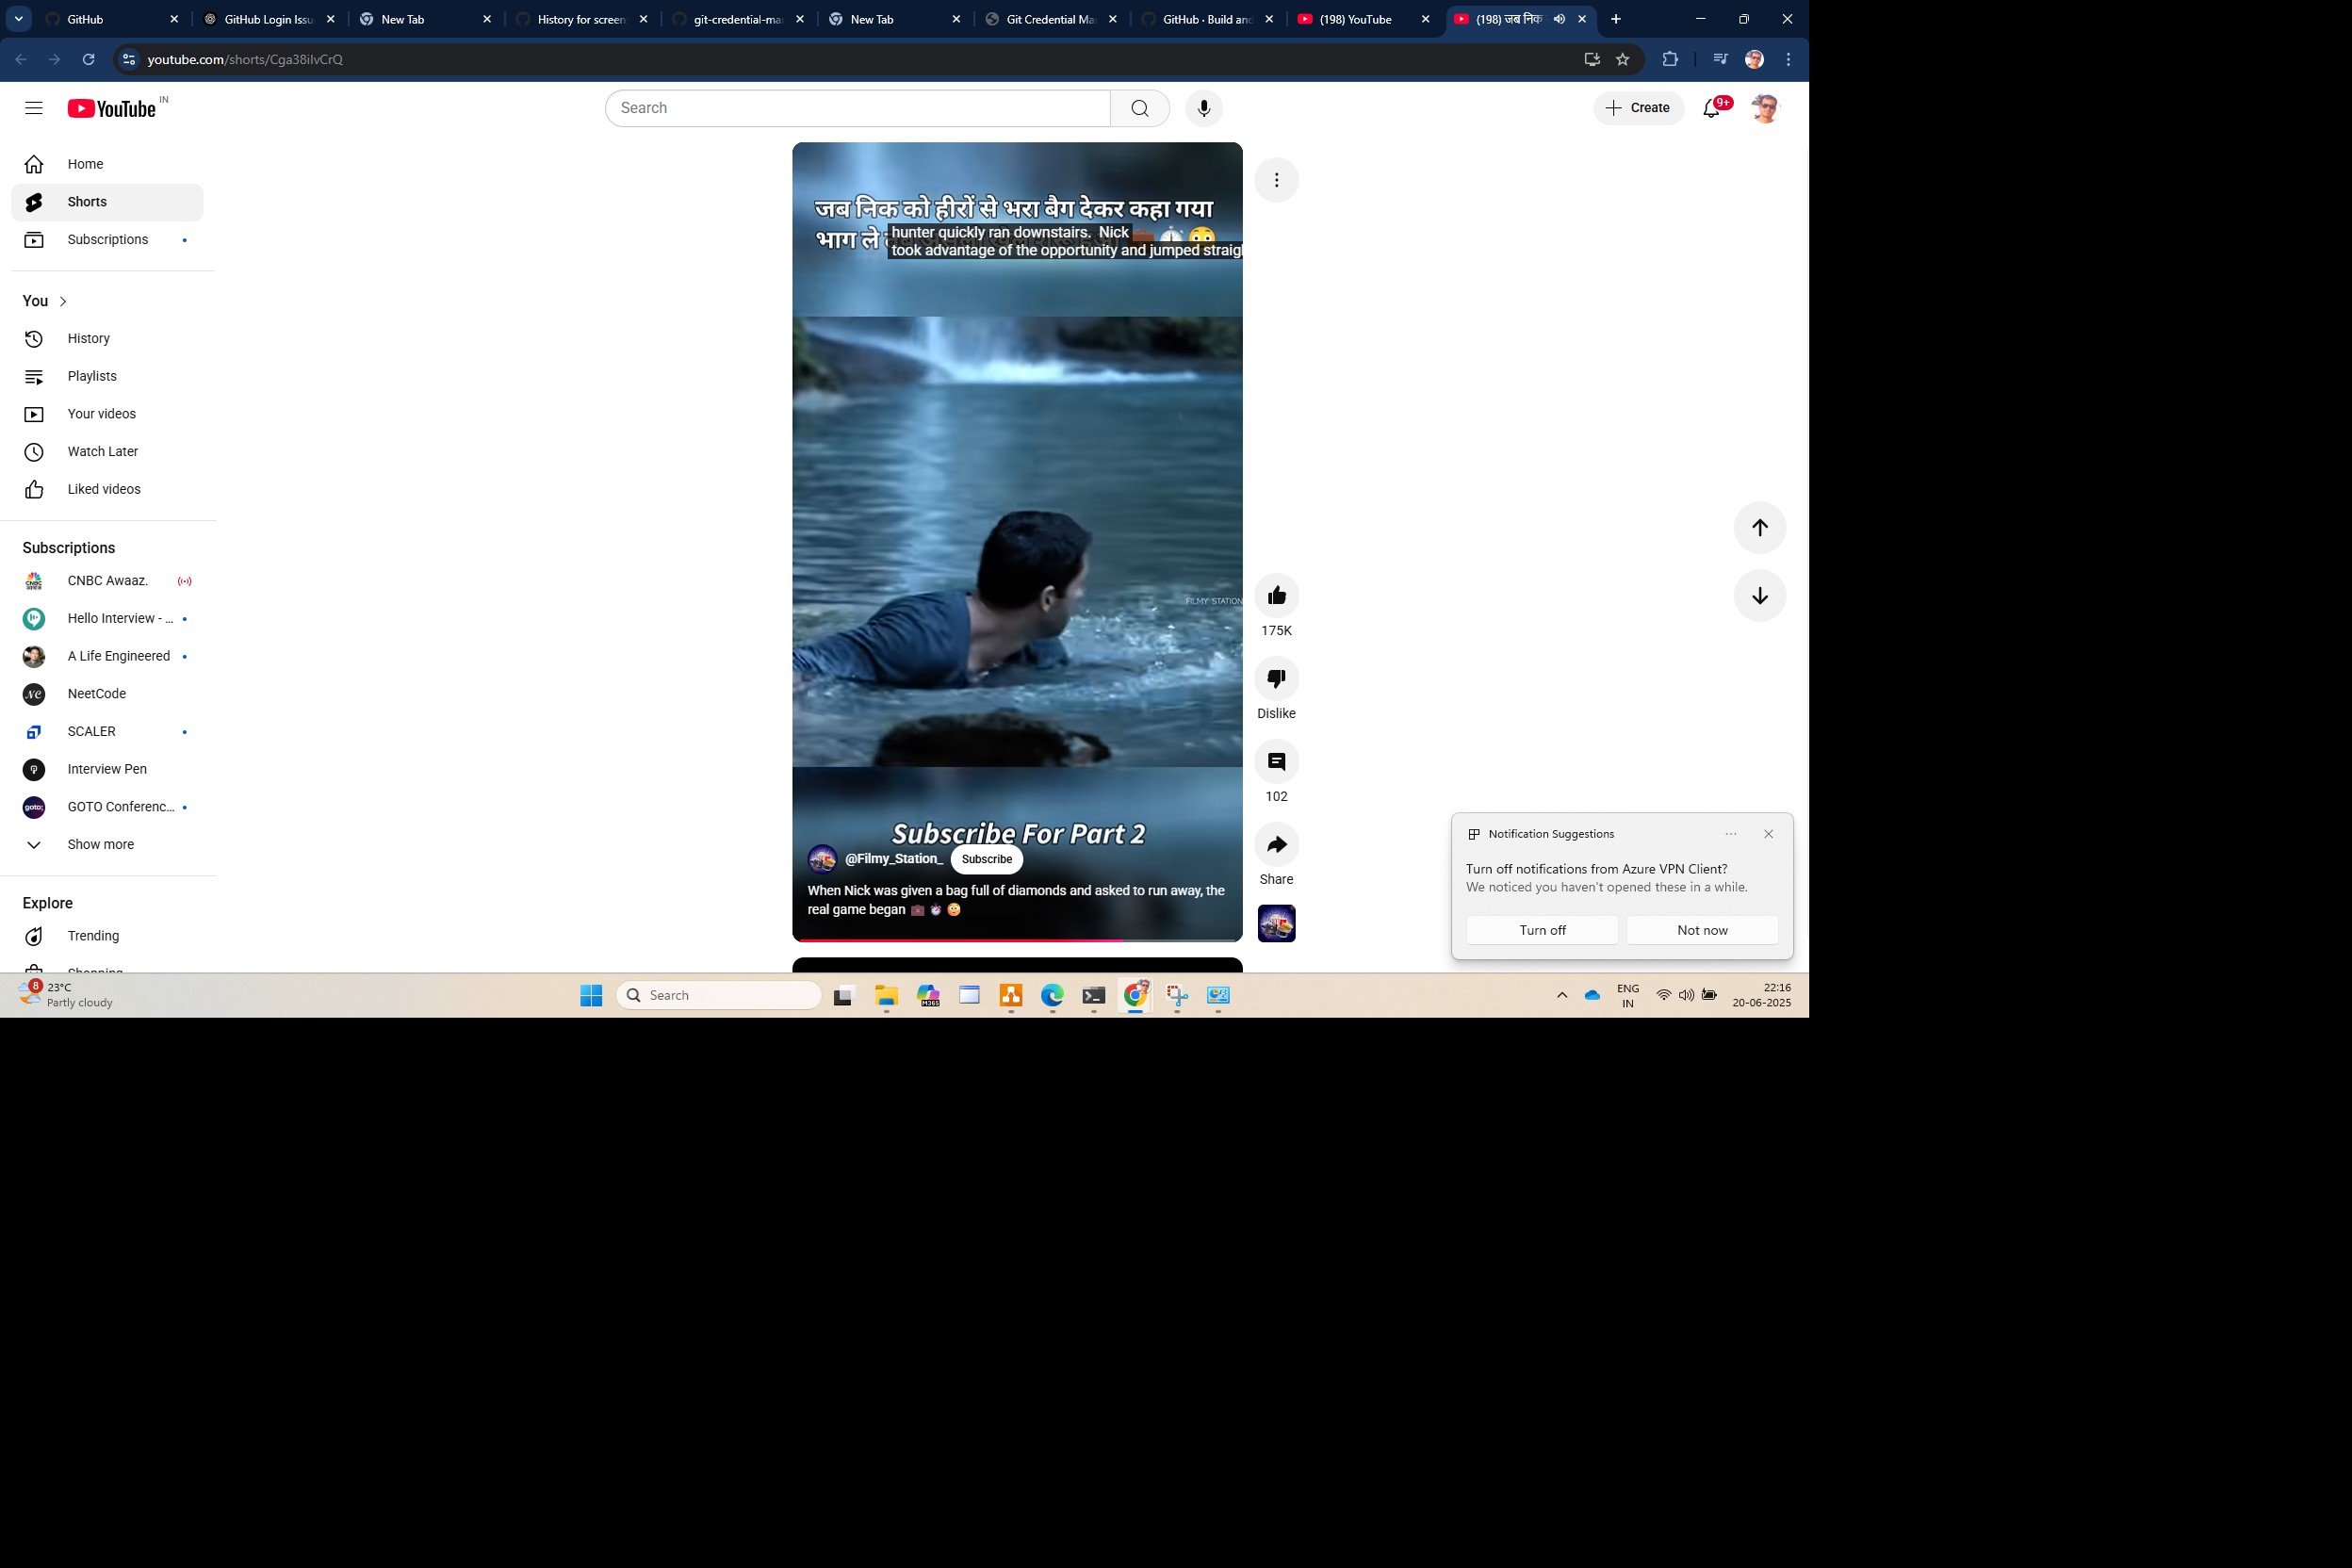 GitHub
GitHub Login Issu
New Tab
History for screen
git-credential-ma
New Tab
Git Credential Ma
GitHub · Build and
(198) YouTube
(198) जब निक
youtube.com/shorts/Cga38ilvCrQ
YouTube IN
Search
Create
9+
Home
Shorts
Subscriptions
You
History
Playlists
Your videos
Watch Later
Liked videos
Subscriptions
CNBC Awaaz.
Hello Interview - ...
A Life Engineered
NeetCode
SCALER
Interview Pen
GOTO Conferenc...
Show more
Explore
Trending
Shopping
जब निक को हीरों से भरा बैग देकर कहा गया
भाग ले
hunter quickly ran downstairs. Nick
took advantage of the opportunity and jumped straigh
FILMY STATION
Subscribe For Part 2
@Filmy_Station_
Subscribe
When Nick was given a bag full of diamonds and asked to run away, the
real game began 💼 ⏱️ 😳
175K
Dislike
102
Share
Notification Suggestions
Turn off notifications from Azure VPN Client?
We noticed you haven't opened these in a while.
Turn off
Not now
8
23°C
Partly cloudy
Search
M365
ENG
IN
22:16
20-06-2025